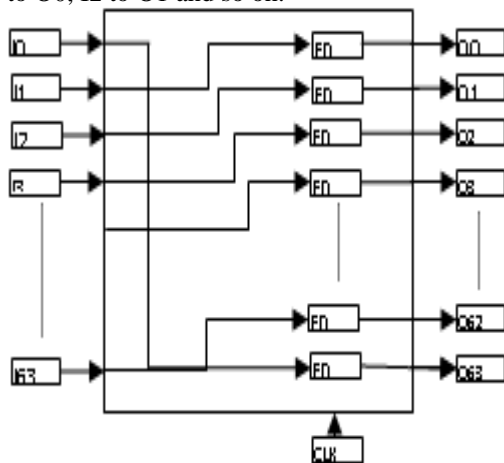 to O0, I2 to O1 and so on.
I0 FD O0
I1 FD O1
I2 FD O2
I3 FD O3
FD O62
I63 FD O63
CLK